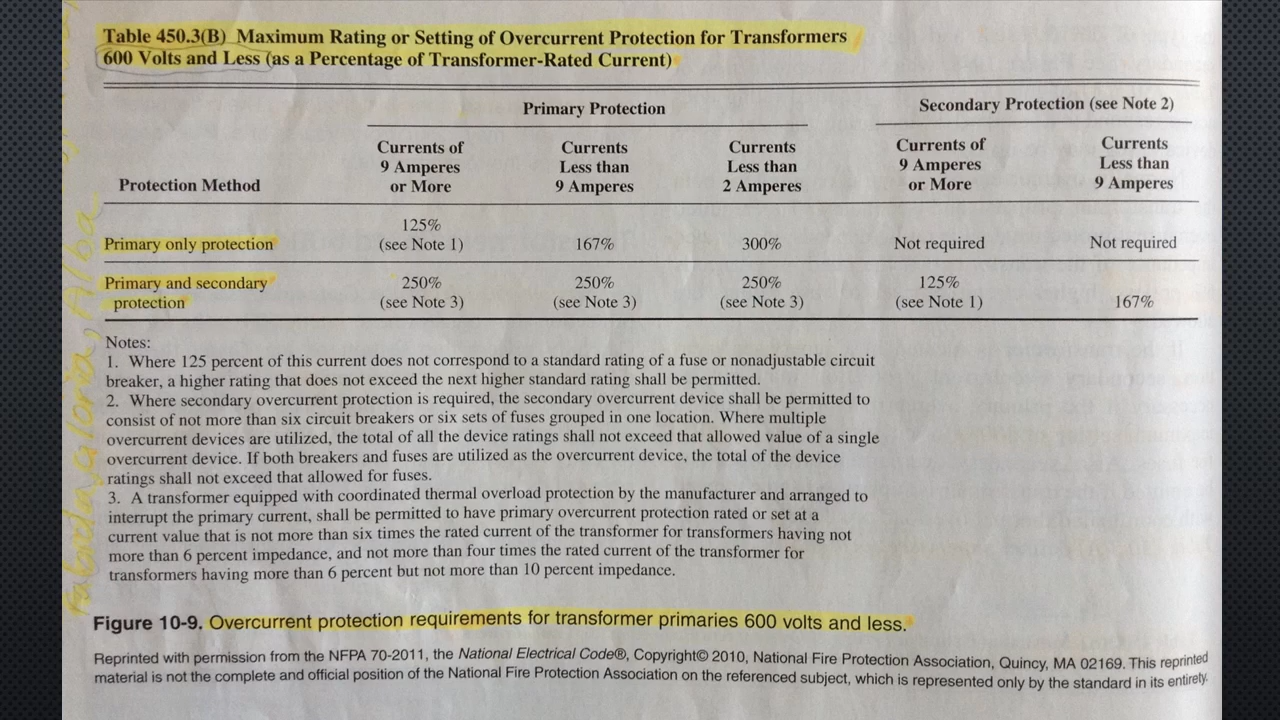 Table 450.3(B) Maximum Rating or Setting of Overcurrent Protection for Transformers
600 Volts and Less (as a Percentage of Transformer-Rated Current)
Primary Protection
Secondary Protection (see Note 2)
Protection Method
Currents of
9 Amperes
or More
Currents
Less than
9 Amperes
Currents
Less than
2 Amperes
Currents of
9 Amperes
or More
Currents
Less than
9 Amperes
Primary only protection
125%
(see Note 1)
167%
300%
Not required
Not required
Primary and secondary
protection
250%
(see Note 3)
250%
(see Note 3)
250%
(see Note 3)
125%
(see Note 1)
167%
Notes:
1. Where 125 percent of this current does not correspond to a standard rating of a fuse or nonadjustable circuit
breaker, a higher rating that does not exceed the next higher standard rating shall be permitted.
2. Where secondary overcurrent protection is required, the secondary overcurrent device shall be permitted to
consist of not more than six circuit breakers or six sets of fuses grouped in one location. Where multiple
overcurrent devices are utilized, the total of all the device ratings shall not exceed that allowed value of a single
overcurrent device. If both breakers and fuses are utilized as the overcurrent device, the total of the device
ratings shall not exceed that allowed for fuses.
3. A transformer equipped with coordinated thermal overload protection by the manufacturer and arranged to
interrupt the primary current, shall be permitted to have primary overcurrent protection rated or set at a
current value that is not more than six times the rated current of the transformer for transformers having not
more than 6 percent impedance, and not more than four times the rated current of the transformer for
transformers having more than 6 percent but not more than 10 percent impedance.
Figure 10-9. Overcurrent protection requirements for transformer primaries 600 volts and less.
Reprinted with permission from the NFPA 70-2011, the National Electrical Code®, Copyright© 2010, National Fire Protection Association, Quincy, MA 02169. This reprinted
material is not the complete and official position of the National Fire Protection Association on the referenced subject, which is represented only by the standard in its entirety.